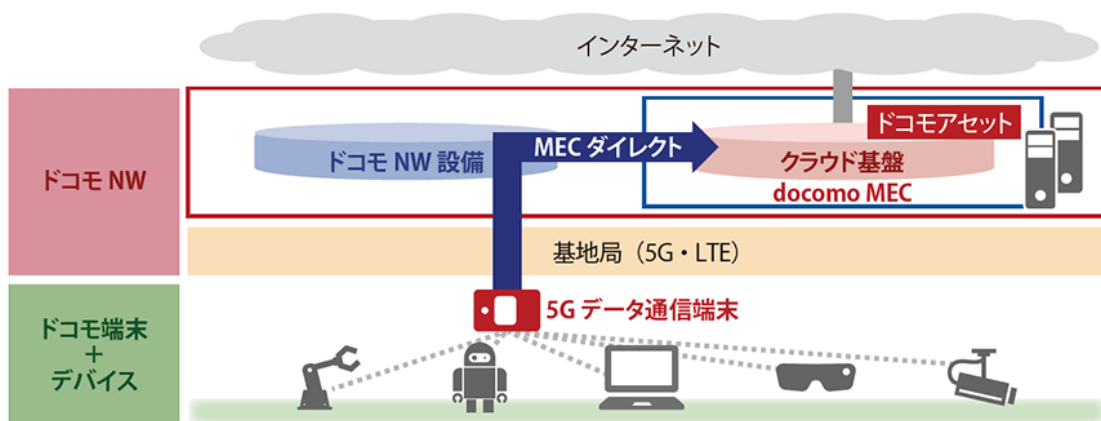 インターネット
ドコモアセット
ドコモ NW
ドコモ NW 設備
MEC ダイレクト
クラウド基盤
docomo MEC
基地局（5G・LTE）
5G データ通信端末
ドコモ端末
+
デバイス